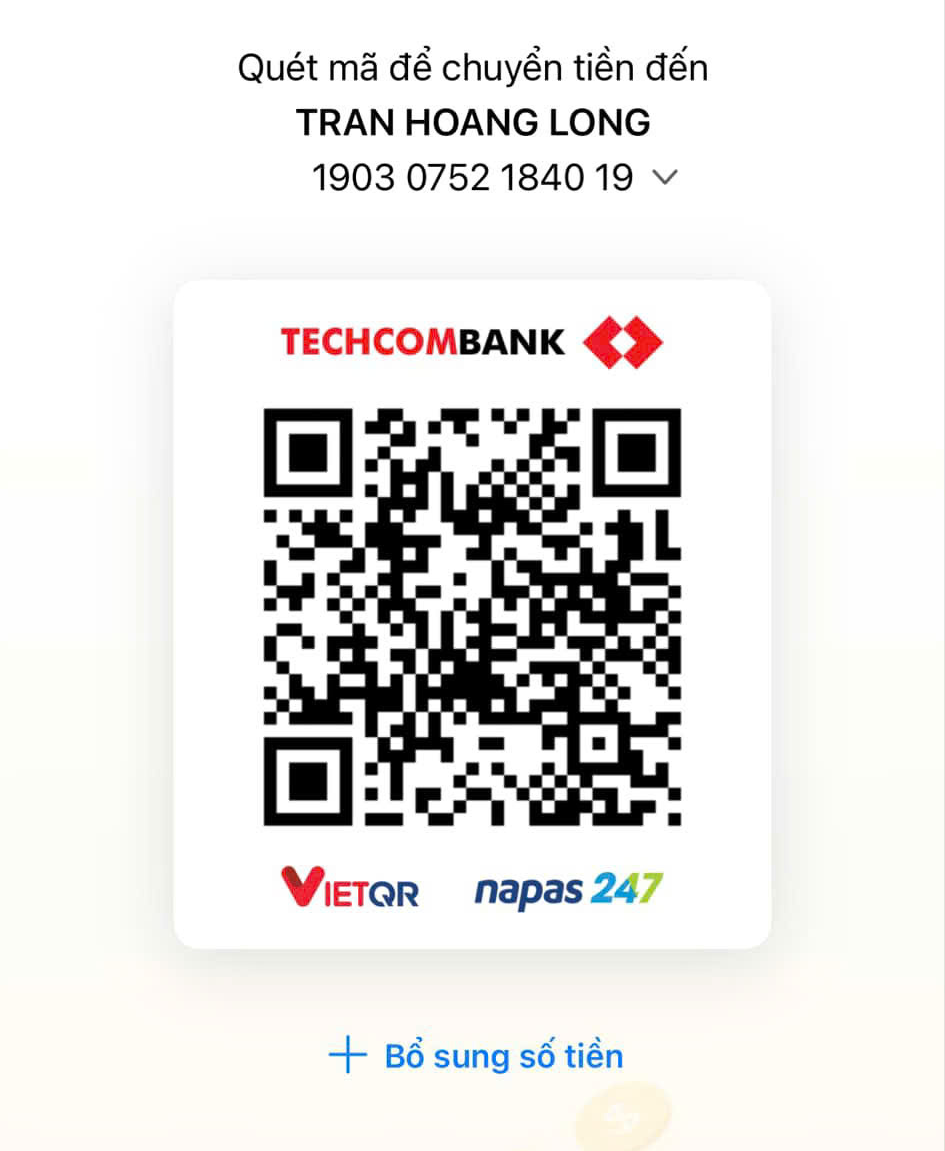 Quét mã để chuyển tiền đến
TRAN HOANG LONG
1903 0752 1840 19
TECHCOMBANK
VIETQR
napas 247
Bổ sung số tiền